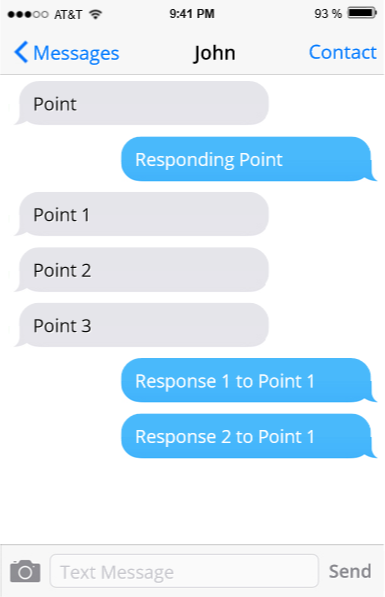 AT&T 9:41 PM 93 %
Messages John Contact
Point
Responding Point
Point 1
Point 2
Point 3
Response 1 to Point 1
Response 2 to Point 1
Text Message Send